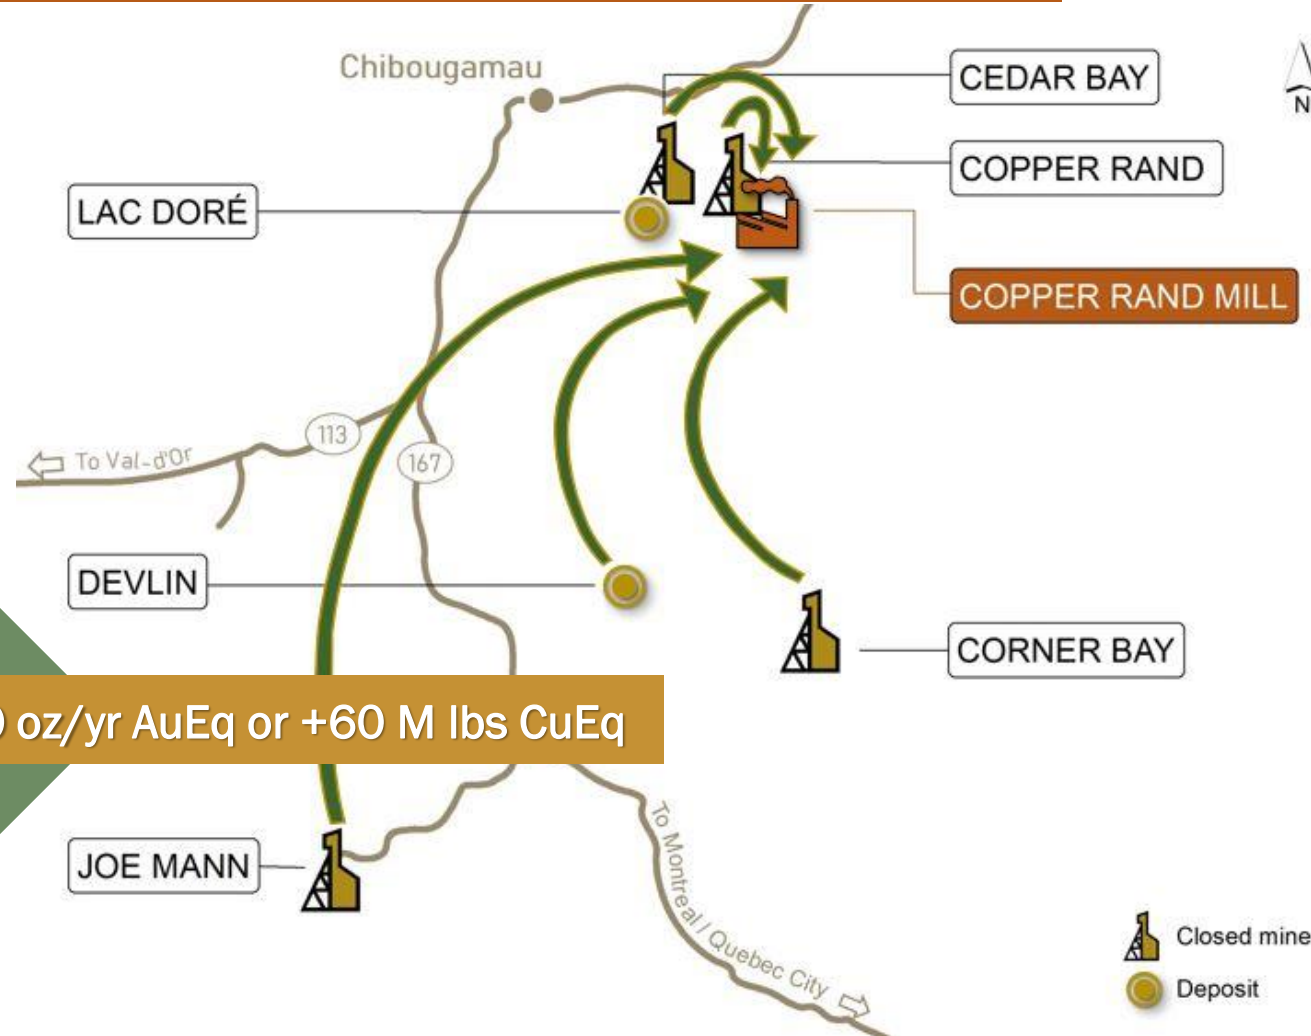 Chibougamau
CEDAR BAY
N
COPPER RAND
LAC DORÉ
COPPER RAND MILL
113
To Val-d'Or
167
DEVLIN
CORNER BAY
oz/yr AuEq or +60 M lbs CuEq
JOE MANN
To Montreal / Quebec City
Closed mine
Deposit